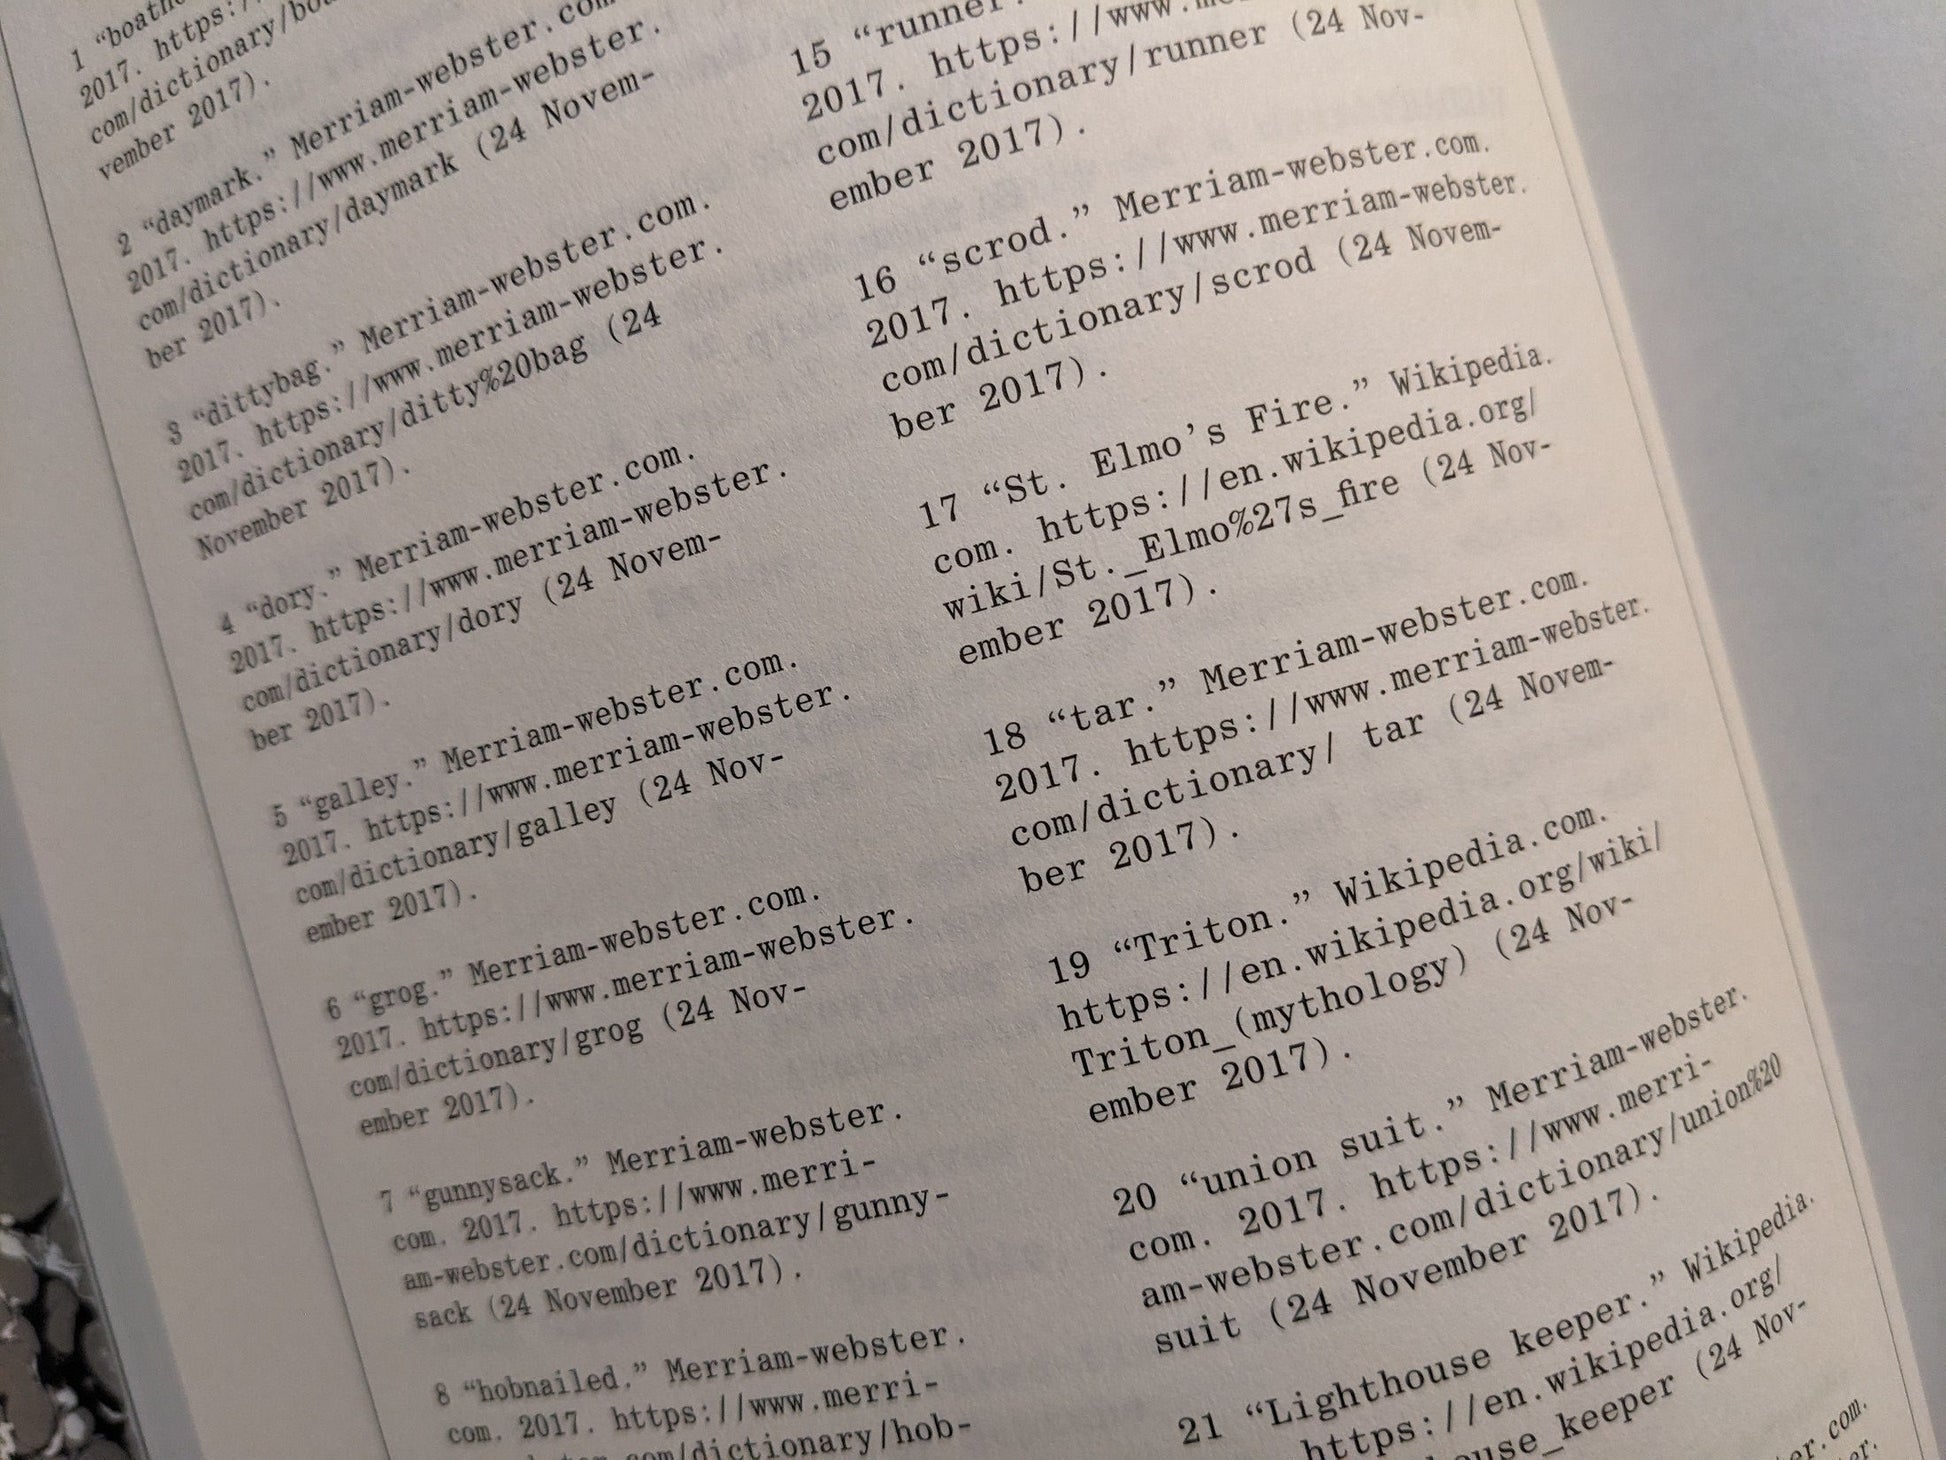 1 “boathо
2017. https:/
com/dictionary/boa
vember 2017).
2 “daymark.” Merriam-webster.com
2017. https://www.merriam-webster.
com/dictionary/daymark (24 Novem-
ber 2017).
3 “dittybag.” Merriam-webster.com.
2017. https://www.merriam-webster.
com/dictionary/ditty%20bag (24
November 2017).
4 “dory.” Merriam-webster.com.
2017. https://www.merriam-webster.
com/dictionary/dory (24 Novem-
ber 2017).
5 “galley.” Merriam-webster.com.
2017. https://www.merriam-webster.
com/dictionary/galley (24 Nov-
ember 2017).
6 “grog.” Merriam-webster.com.
2017. https://www.merriam-webster.
com/dictionary/grog (24 Nov-
ember 2017).
7 “gunnysack.” Merriam-webster.
com. 2017. https://www.merri-
am-webster.com/dictionary/gunny-
sack (24 November 2017).
8 “hobnailed.” Merriam-webster.
com. 2017. https://www.merri-
com/dictionary/hob-
15 “runner.
2017. https://www.me
com/dictionary/runner (24 Nov-
ember 2017).
16 “scrod.” Merriam-webster.com.
2017. https://www.merriam-webster.
com/dictionary/scrod (24 Novem-
ber 2017).
17 “St. Elmo’s Fire.” Wikipedia.
com. https://en.wikipedia.org/
wiki/St._Elmo%27s_fire (24 Nov-
ember 2017).
18 “tar.” Merriam-webster.com.
2017. https://www.merriam-webster.
com/dictionary/ tar (24 Novem-
ber 2017).
19 “Triton.” Wikipedia.com.
https://en.wikipedia.org/wiki/
Triton_(mythology) (24 Nov-
ember 2017).
20 “union suit.” Merriam-webster.
com. 2017. https://www.merri-
am-webster.com/dictionary/union%20
suit (24 November 2017).
21 “Lighthouse keeper.” Wikipedia.
https://en.wikipedia.org/
house_keeper (24 Nov-
ster.com.